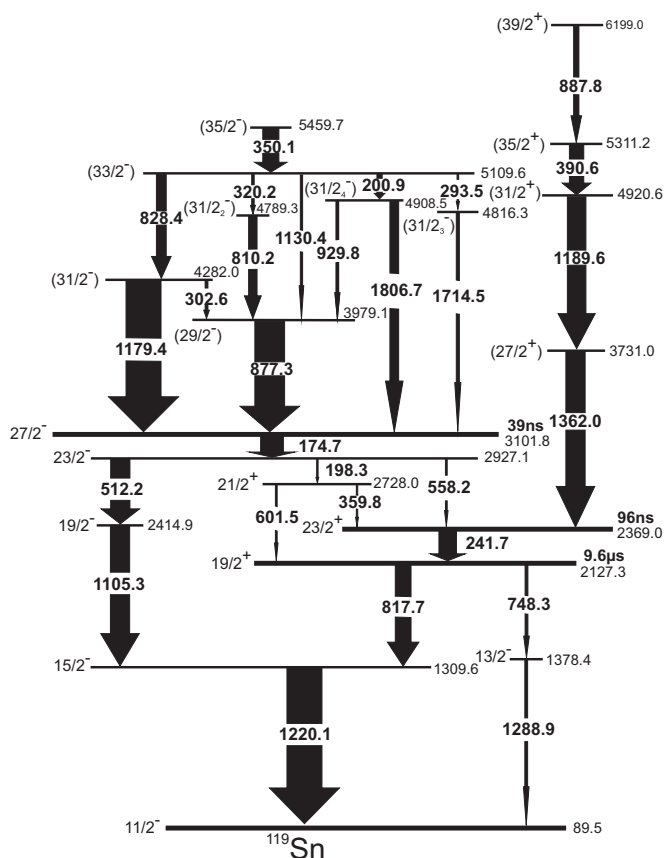 (39/2⁺) 6199.0
887.8
(35/2⁻) 5459.7
(35/2⁺) 5311.2
350.1
390.6
(33/2⁻) 5109.6
320.2 (31/2₄⁻) 200.9 293.5 (31/2⁺) 4920.6
828.4 (31/2₂⁻) 4789.3 4908.5 (31/2₃⁻) 4816.3
1130.4
810.2 929.8 1189.6
(31/2⁻) 4282.0
302.6 1806.7 1714.5
3979.1
(29/2⁻)
1179.4 (27/2⁺) 3731.0
877.3
1362.0
39ns
27/2⁻ 3101.8
174.7
23/2⁻ 2927.1
198.3
21/2⁺ 2728.0 558.2
512.2 359.8
601.5 96ns
19/2⁻ 2414.9 23/2⁺ 2369.0
241.7 9.6µs
19/2⁺ 2127.3
1105.3
817.7 748.3
15/2⁻ 1309.6 13/2⁻ 1378.4
1220.1 1288.9
11/2⁻ 89.5
¹¹⁹Sn